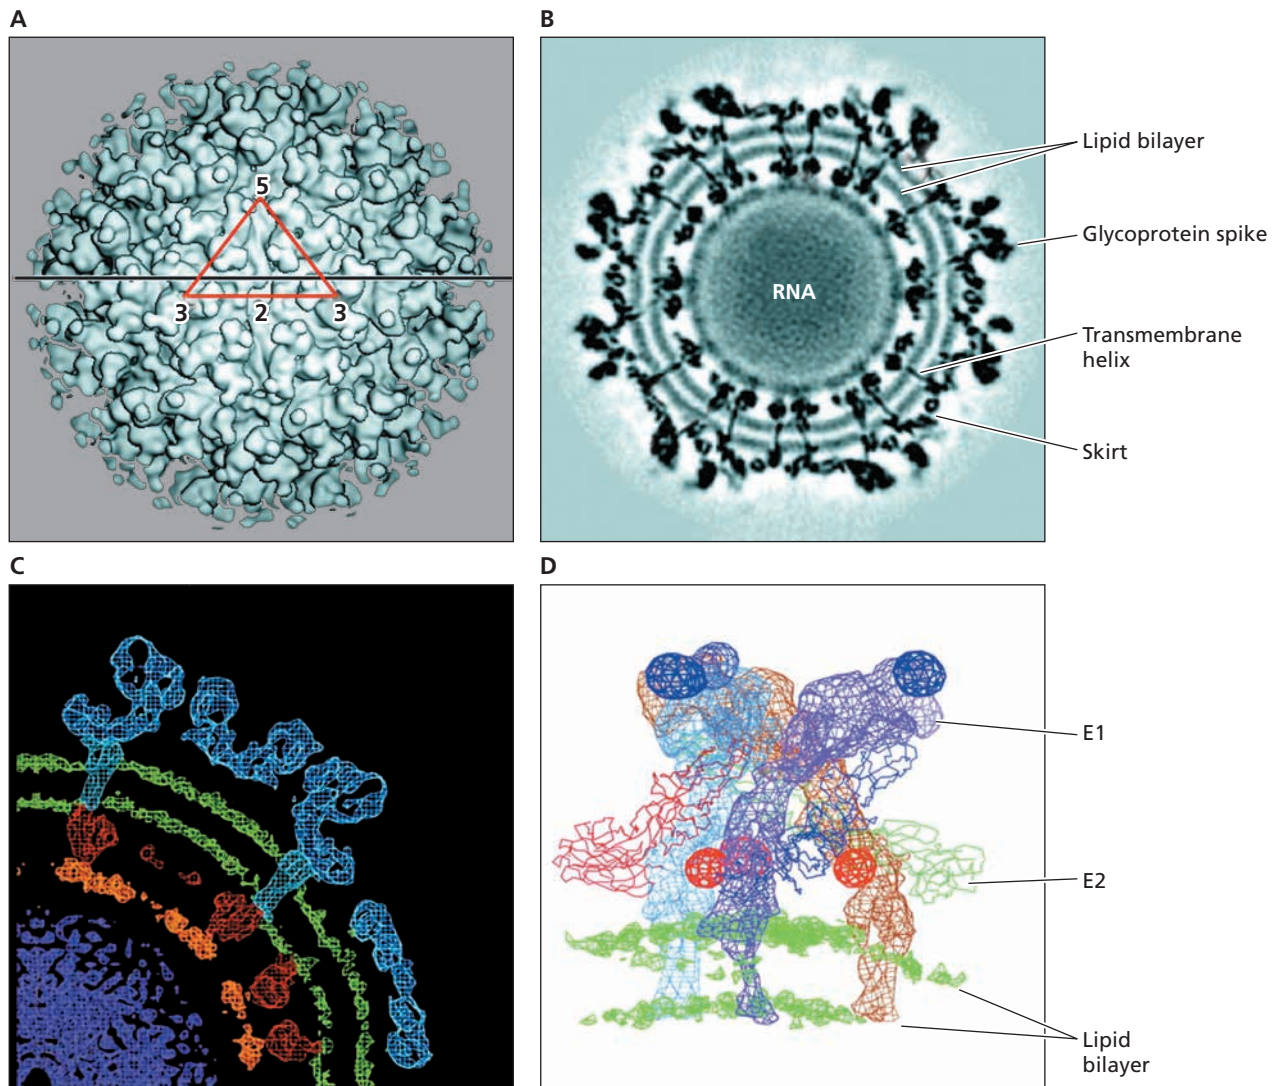 A
B
5
3
2
3
RNA
Lipid bilayer
Glycoprotein spike
Transmembrane
helix
Skirt
C
D
E1
E2
Lipid
bilayer